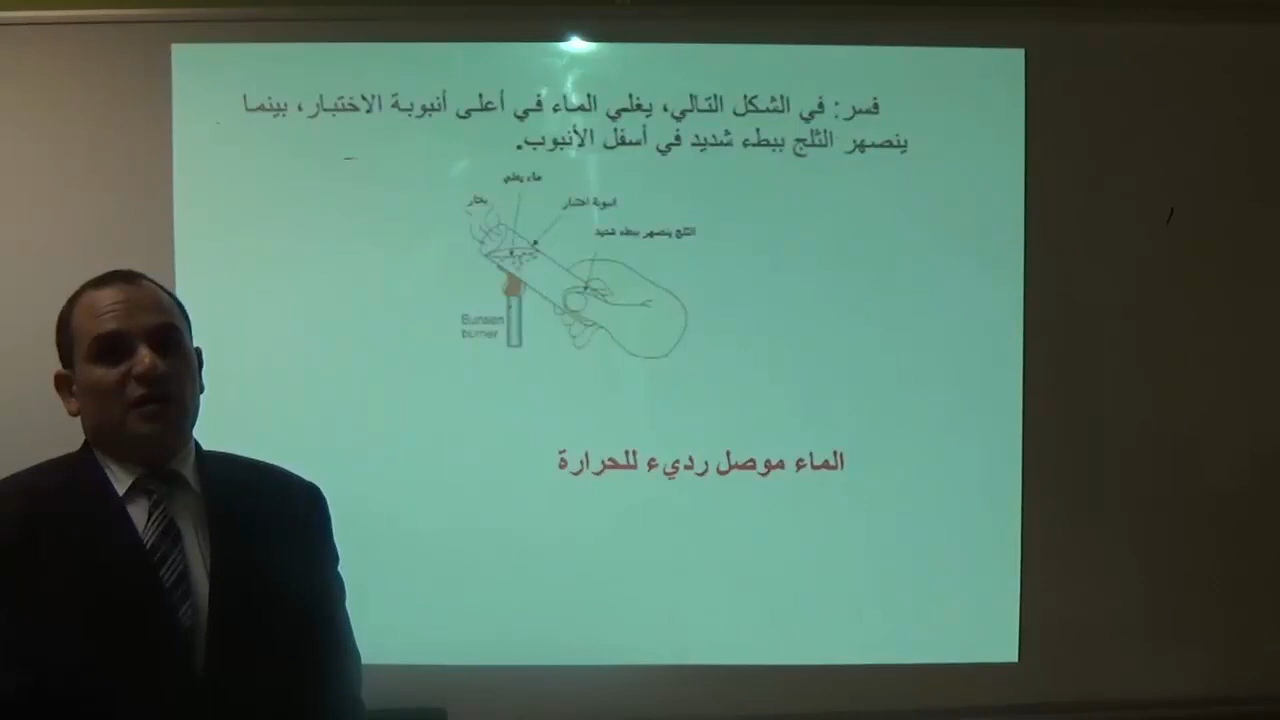 فسر: في الشكل التالي، يغلي الماء في أعلى أنبوبة الاختبار، بينما
ينصهر الثلج ببطء شديد في أسفل الأنبوب.
ماء يغلي
بخار
انبوبة اختبار
الثلج ينصهر ببطء شديد
Bunsen
burner
الماء موصل رديء للحرارة